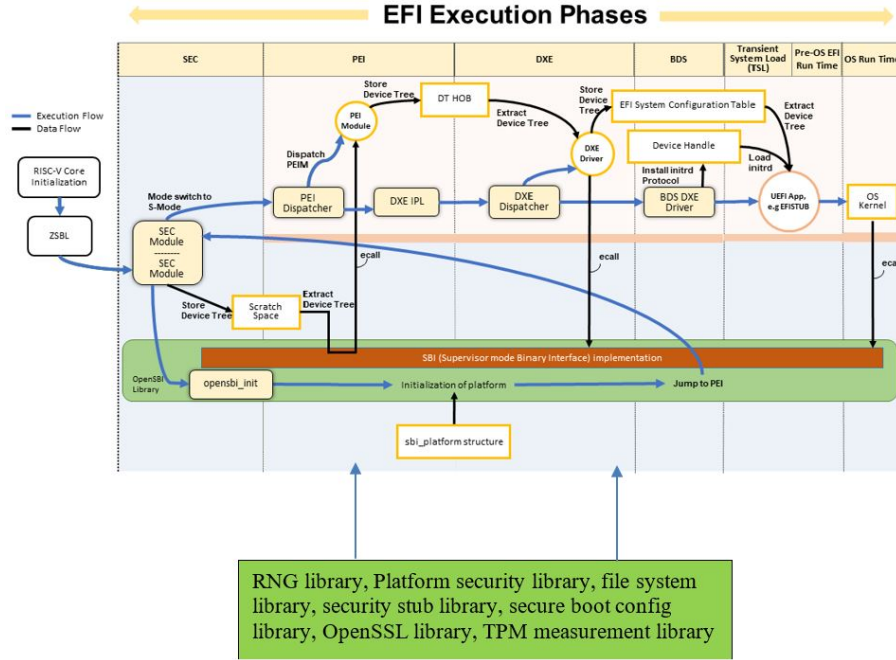 EFI Execution Phases
SEC
PEI
DXE
BDS
Transient
System Load
(TSL)
Pre-OS EFI
Run Time
OS Run Time
Execution Flow
Data Flow
RISC-V Core
Initialization
ZSBL
Mode switch to
S-Mode
SEC
Module
---------
SEC
Module
Store
Device Tree
Scratch
Space
Extract
Device Tree
PEI
Module
Store
Device Tree
DT HOB
Extract
Device Tree
Dispatch
PEIM
PEI
Dispatcher
DXE IPL
DXE
Dispatcher
DXE
Driver
Store
Device
Tree
EFI System Configuration Table
Extract
Device
Tree
Device Handle
Load
initrd
Install initrd
Protocol
BDS DXE
Driver
UEFI App,
e.g EFISTUB
OS
Kernel
ecall
ecall
eca
SBI (Supervisor mode Binary Interface) implementation
OpenSBI
Library
opensbi_init
Initialization of platform
Jump to PEI
sbi_platform structure
RNG library, Platform security library, file system
library, security stub library, secure boot config
library, OpenSSL library, TPM measurement library